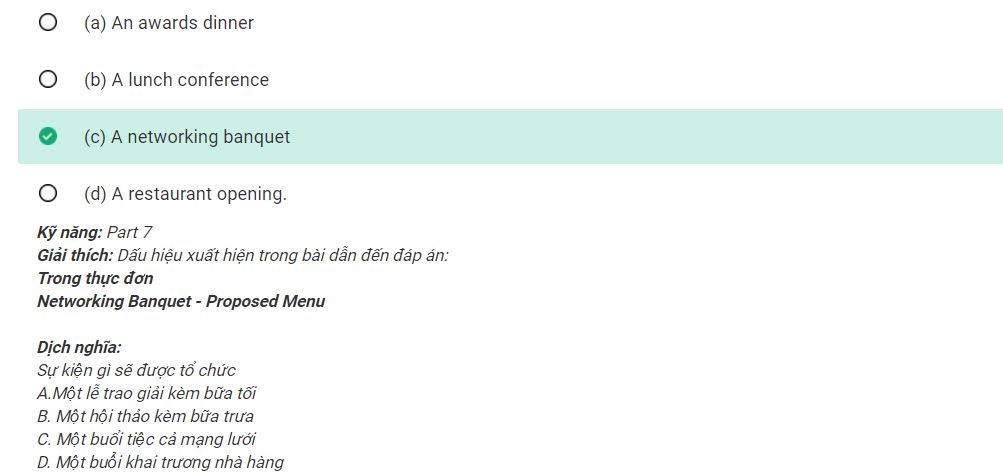 (a) An awards dinner
(b) A lunch conference
(c) A networking banquet
(d) A restaurant opening.
Kỹ năng: Part 7
Giải thích: Dấu hiệu xuất hiện trong bài dẫn đến đáp án:
Trong thực đơn
Networking Banquet - Proposed Menu
Dịch nghĩa:
Sự kiện gì sẽ được tổ chức
A.Một lễ trao giải kèm bữa tối
B. Một hội thảo kèm bữa trưa
C. Một buổi tiệc cả mạng lưới
D. Một buổi khai trương nhà hàng